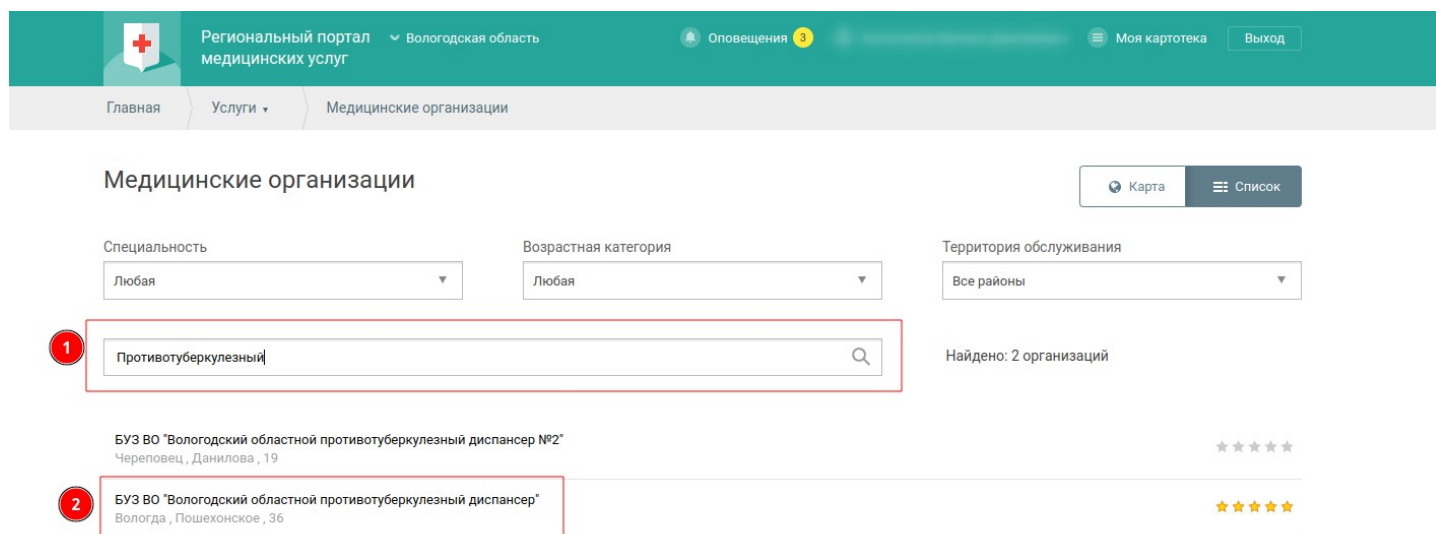 Региональный портал медицинских услуг
Вологодская область
Оповещения 3
Моя картотека
Выход
Главная
Услуги ▾
Медицинские организации
Медицинские организации
Карта
Список
Специальность
Возрастная категория
Территория обслуживания
Любая
Любая
Все районы
1
Противотуберкулезный
Найдено: 2 организаций
БУЗ ВО "Вологодский областной противотуберкулезный диспансер №2"
Череповец , Данилова , 19
2
БУЗ ВО "Вологодский областной противотуберкулезный диспансер"
Вологда , Пошехонское , 36